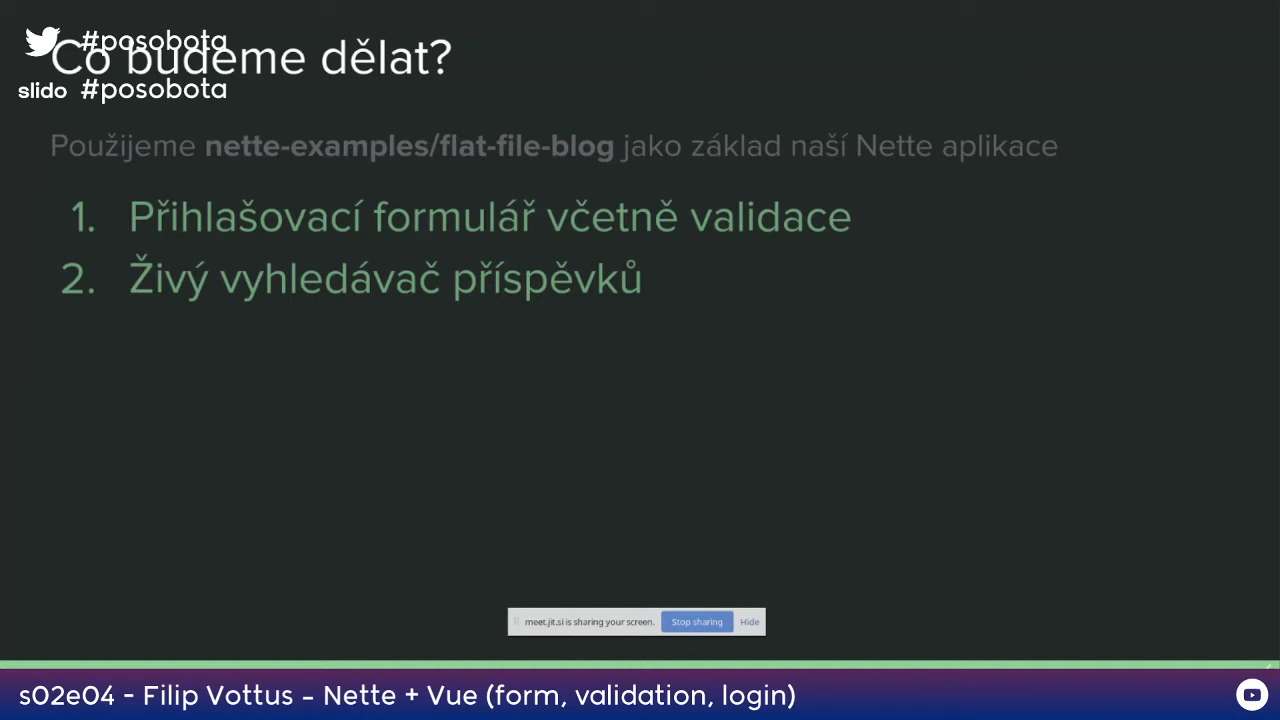 #posobota
Co budeme dělat?
slido #posobota
Použijeme nette-examples/flat-file-blog jako základ naší Nette aplikace
1. Přihlašovací formulář včetně validace
2. Živý vyhledávač příspěvků
meet.jit.si is sharing your screen. Stop sharing Hide
s02e04 - Filip Vottus – Nette + Vue (form, validation, login)